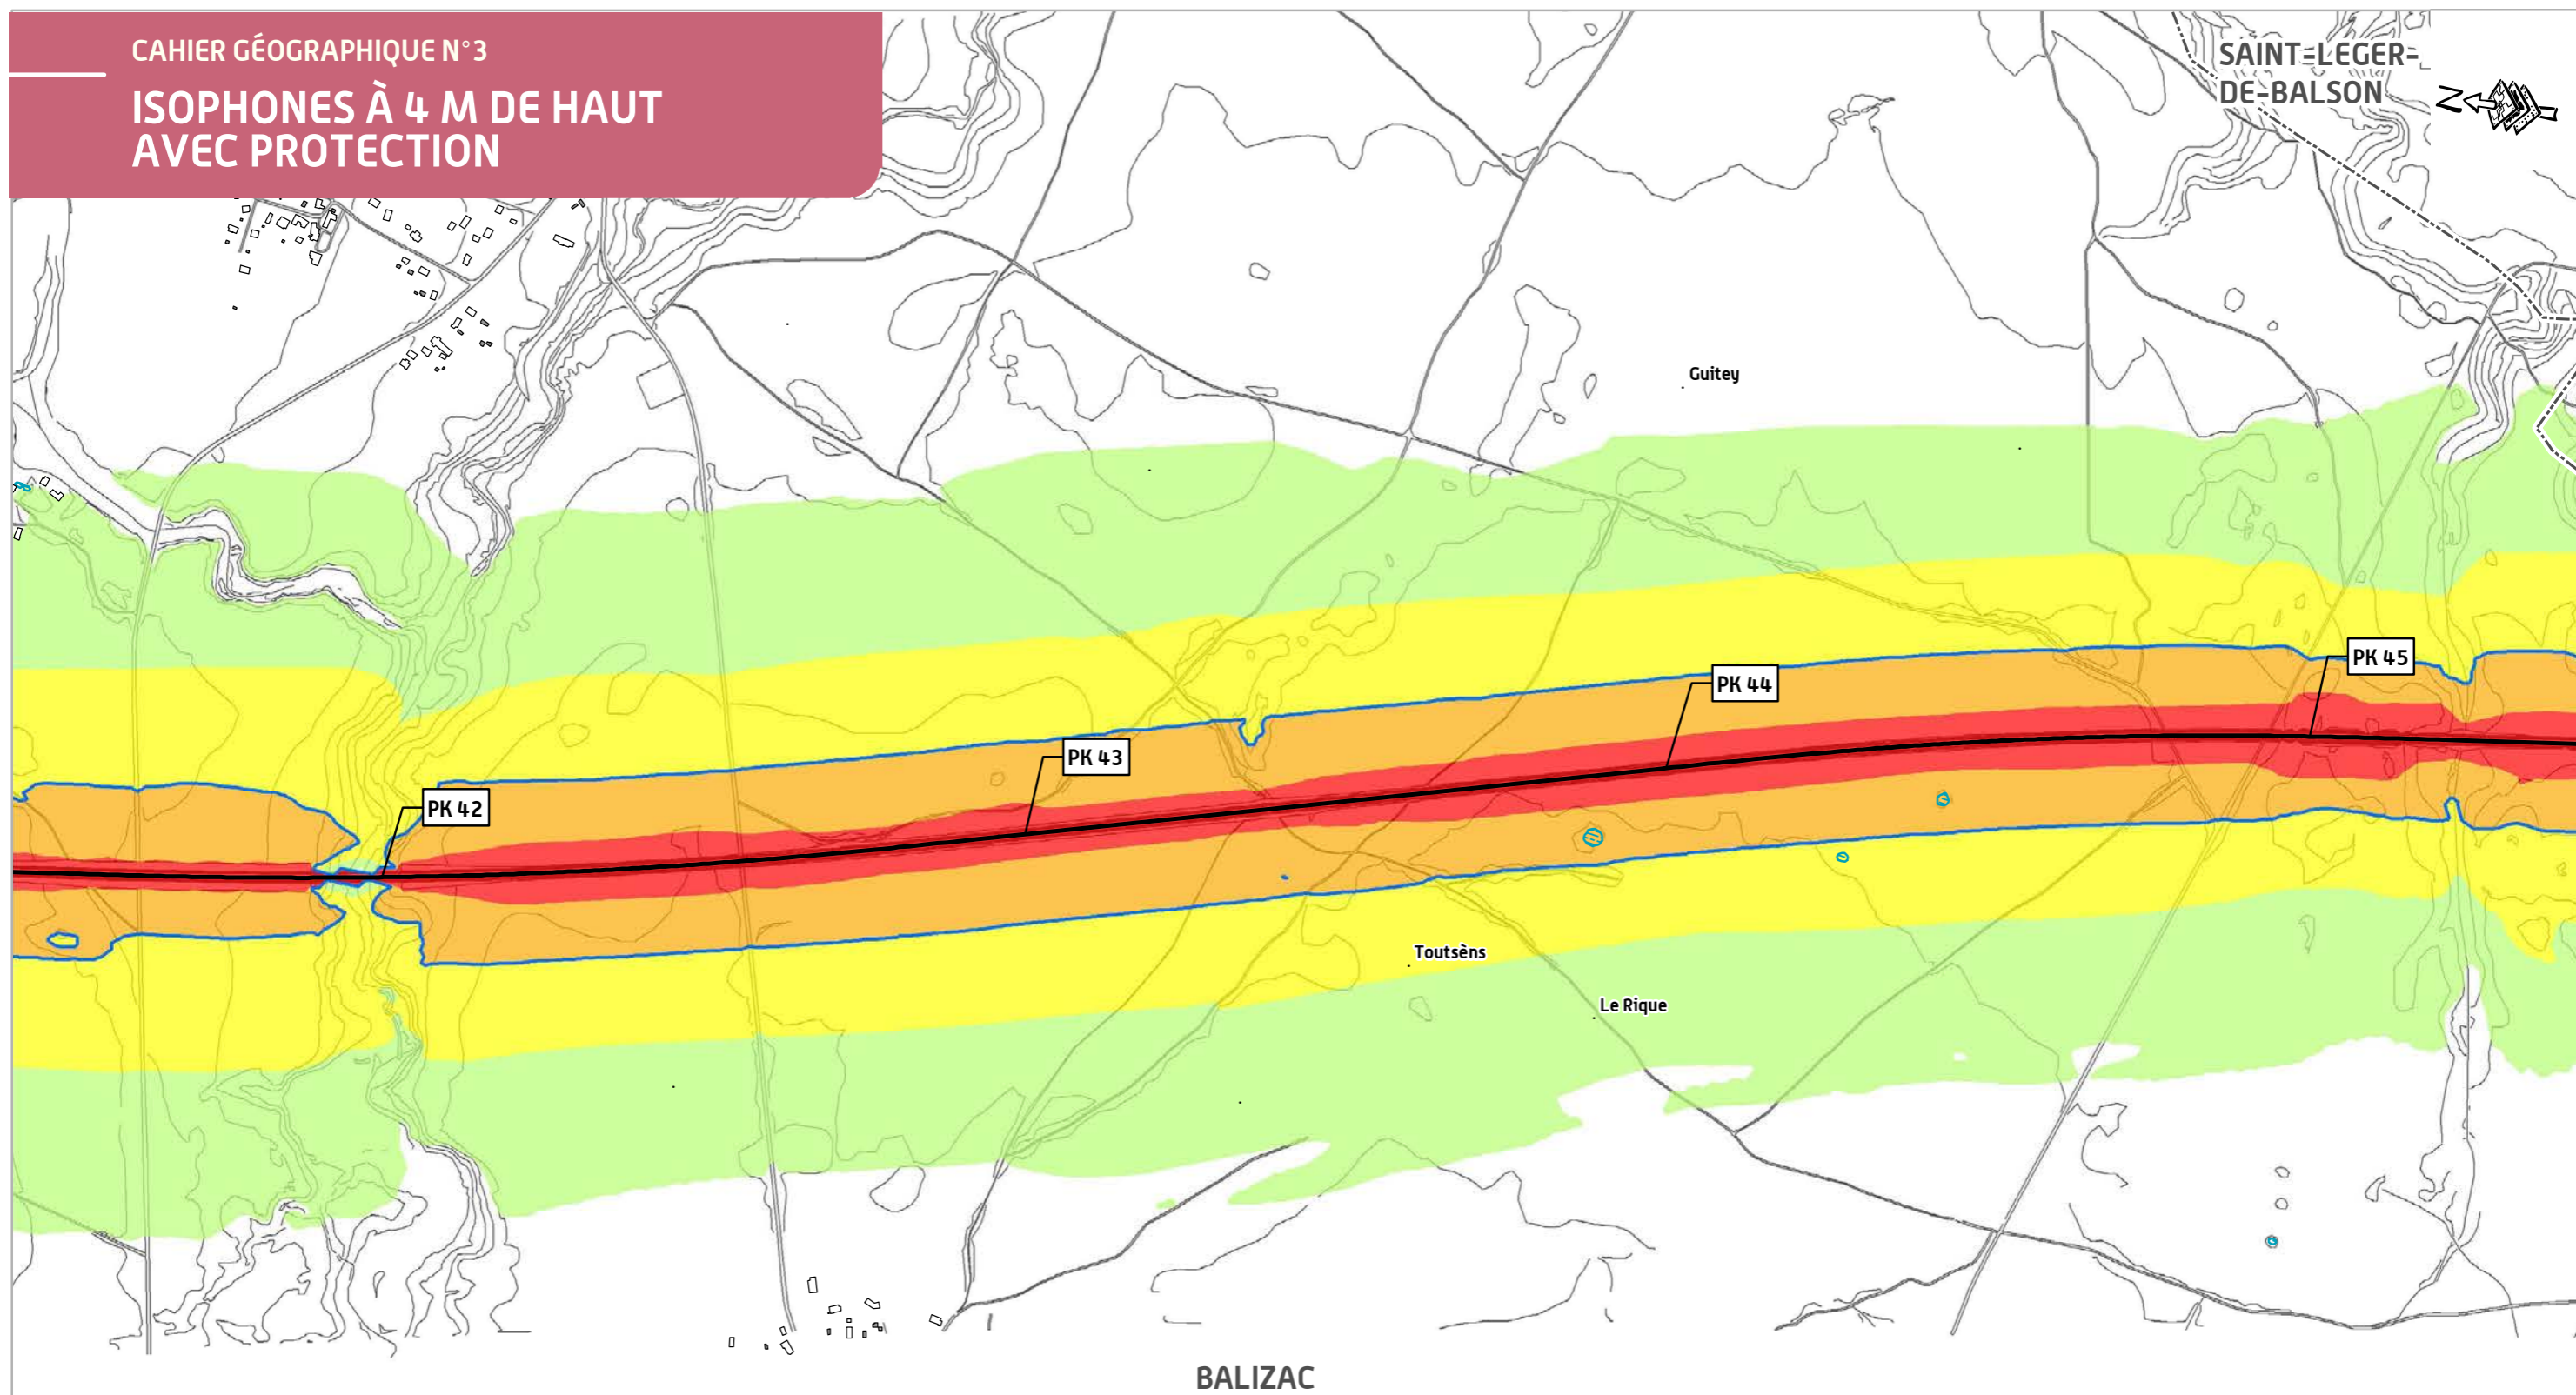 CAHIER GÉOGRAPHIQUE N°3
ISOPHONES À 4 M DE HAUT
AVEC PROTECTION
SAINT-LEGER-
DE-BALSON
N
Guitey
PK 45
PK 44
PK 43
PK 42
Toutsèns
Le Rique
BALIZAC